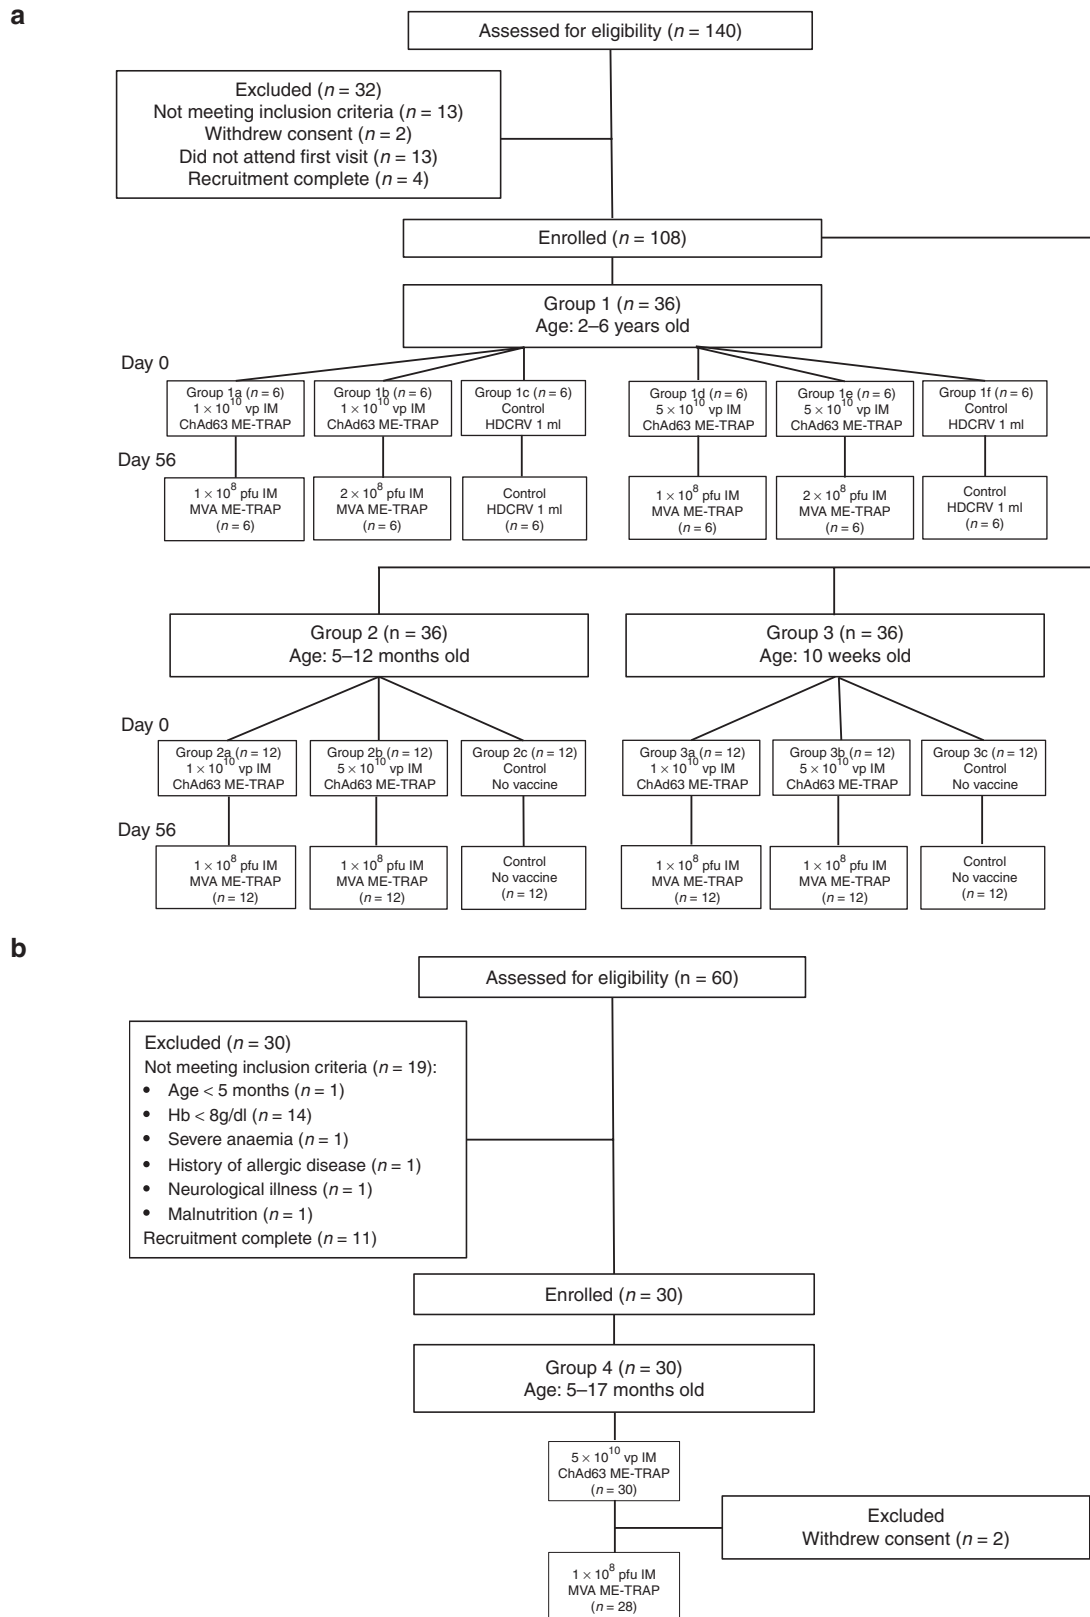 a
Assessed for eligibility (n = 140)
Excluded (n = 32)
Not meeting inclusion criteria (n = 13)
Withdrew consent (n = 2)
Did not attend first visit (n = 13)
Recruitment complete (n = 4)
Enrolled (n = 108)
Group 1 (n = 36)
Age: 2–6 years old
Day 0
Group 1a (n = 6)
1 × 10^10 vp IM
ChAd63 ME-TRAP
Group 1b (n = 6)
1 × 10^10 vp IM
ChAd63 ME-TRAP
Group 1c (n = 6)
Control
HDCRV 1 ml
Group 1d (n = 6)
5 × 10^10 vp IM
ChAd63 ME-TRAP
Group 1e (n = 6)
5 × 10^10 vp IM
ChAd63 ME-TRAP
Group 1f (n = 6)
Control
HDCRV 1 ml
Day 56
1 × 10^8 pfu IM
MVA ME-TRAP
(n = 6)
2 × 10^8 pfu IM
MVA ME-TRAP
(n = 6)
Control
HDCRV 1 ml
(n = 6)
1 × 10^8 pfu IM
MVA ME-TRAP
(n = 6)
2 × 10^8 pfu IM
MVA ME-TRAP
(n = 6)
Control
HDCRV 1 ml
(n = 6)
Group 2 (n = 36)
Age: 5–12 months old
Group 3 (n = 36)
Age: 10 weeks old
Day 0
Group 2a (n = 12)
1 × 10^10 vp IM
ChAd63 ME-TRAP
Group 2b (n = 12)
5 × 10^10 vp IM
ChAd63 ME-TRAP
Group 2c (n = 12)
Control
No vaccine
Group 3a (n = 12)
1 × 10^10 vp IM
ChAd63 ME-TRAP
Group 3b (n = 12)
5 × 10^10 vp IM
ChAd63 ME-TRAP
Group 3c (n = 12)
Control
No vaccine
Day 56
1 × 10^8 pfu IM
MVA ME-TRAP
(n = 12)
1 × 10^8 pfu IM
MVA ME-TRAP
(n = 12)
Control
No vaccine
(n = 12)
1 × 10^8 pfu IM
MVA ME-TRAP
(n = 12)
1 × 10^8 pfu IM
MVA ME-TRAP
(n = 12)
Control
No vaccine
(n = 12)
b
Assessed for eligibility (n = 60)
Excluded (n = 30)
Not meeting inclusion criteria (n = 19):
• Age < 5 months (n = 1)
• Hb < 8g/dl (n = 14)
• Severe anaemia (n = 1)
• History of allergic disease (n = 1)
• Neurological illness (n = 1)
• Malnutrition (n = 1)
Recruitment complete (n = 11)
Enrolled (n = 30)
Group 4 (n = 30)
Age: 5–17 months old
5 × 10^10 vp IM
ChAd63 ME-TRAP
(n = 30)
Excluded
Withdrew consent (n = 2)
1 × 10^8 pfu IM
MVA ME-TRAP
(n = 28)